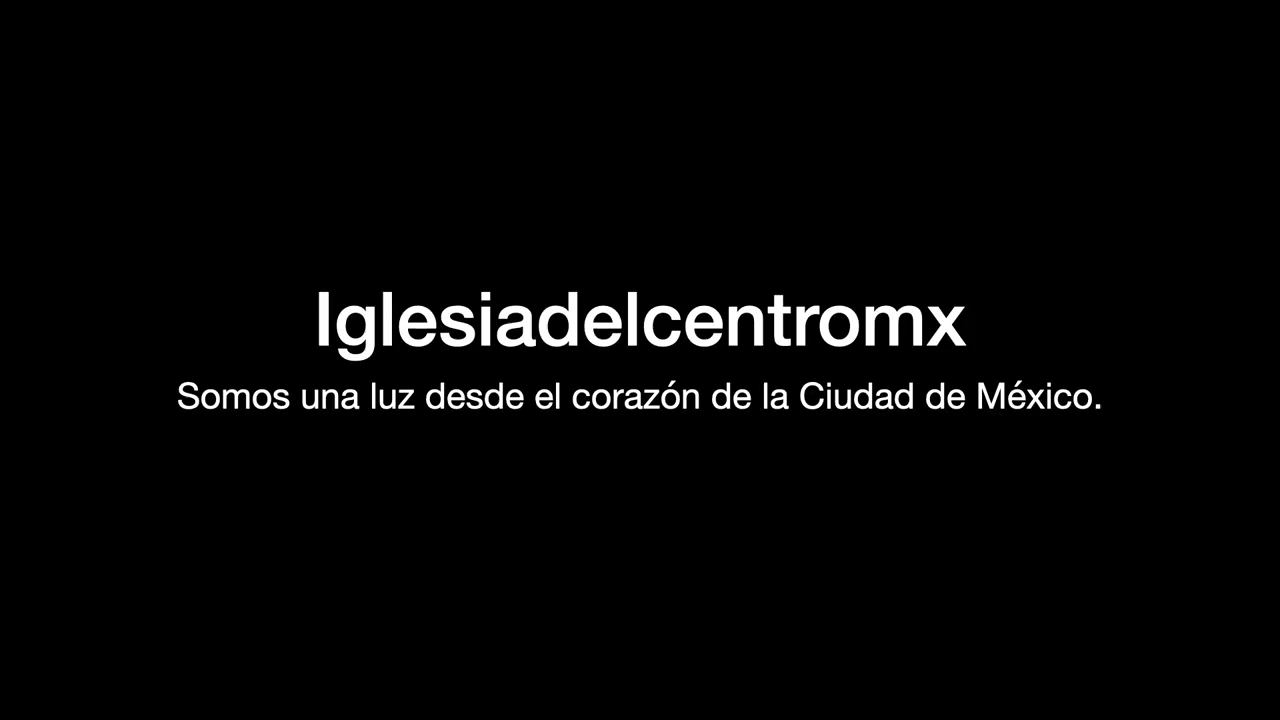 Iglesiadelcentromx
Somos una luz desde el corazón de la Ciudad de México.